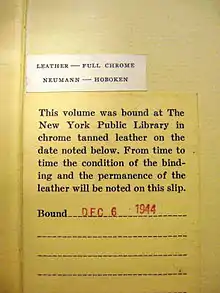 LEATHER — FULL CHROME
NEUMANN — HOBOKEN
This volume was bound at The
New York Public Library in
chrome tanned leather on the
date noted below. From time to
time the condition of the bind-
ing and the permanence of the
leather will be noted on this slip.
Bound DEC 6 1944